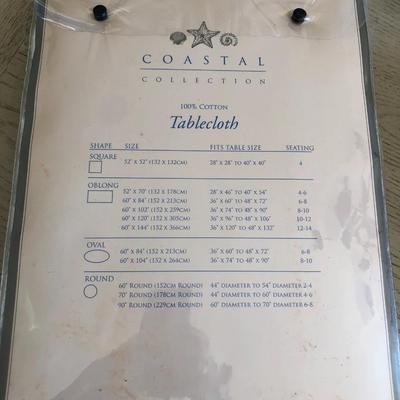 COASTAL
COLLECTION
100% COTTON
Tablecloth
SHAPE SIZE FITS TABLE SIZE SEATING
SQUARE 52" X 52" (132 X 132CM) 28" X 28" TO 40" X 40" 4
OBLONG
52" X 70" (132 X 178CM) 28" X 46" TO 40" X 54" 4-6
60" X 84" (152 X 213CM) 36" X 60" TO 48" X 72" 6-8
60" X 102" (152 X 259CM) 36" X 74" TO 48" X 90" 8-10
60" X 120" (152 X 305CM) 36" X 96" TO 48" X 106" 10-12
60" X 144" (152 X 366CM) 36" X 120" TO 48" X 132" 12-14
OVAL
60" X 84" (152 X 213CM) 36" X 60" TO 48" X 72" 6-8
60" X 104" (152 X 264CM) 36" X 74" TO 48" X 90" 8-10
ROUND
60" ROUND (152CM ROUND) 44" DIAMETER TO 54" DIAMETER 2-4
70" ROUND (178CM ROUND) 44" DIAMETER TO 60" DIAMETER 4-6
90" ROUND (229CM ROUND) 60" DIAMETER TO 70" DIAMETER 6-8